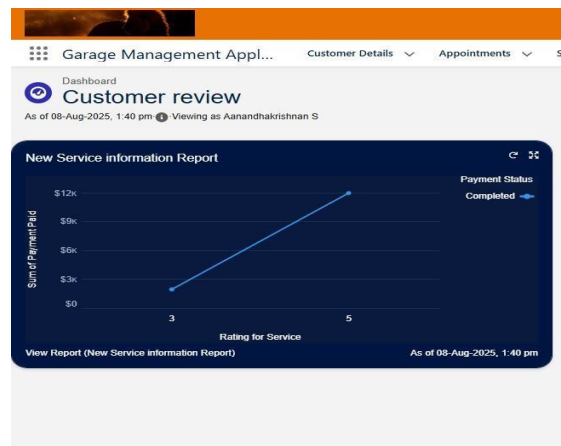 Garage Management Appl... Customer Details Appointments S
Dashboard
Customer review
As of 08-Aug-2025, 1:40 pm Viewing as Aanandhakrishnan S
New Service information Report
Payment Status
Completed
Sum of Payment Paid
$12K
$9K
$6K
$3K
$0
3 5
Rating for Service
View Report (New Service information Report) As of 08-Aug-2025, 1:40 pm